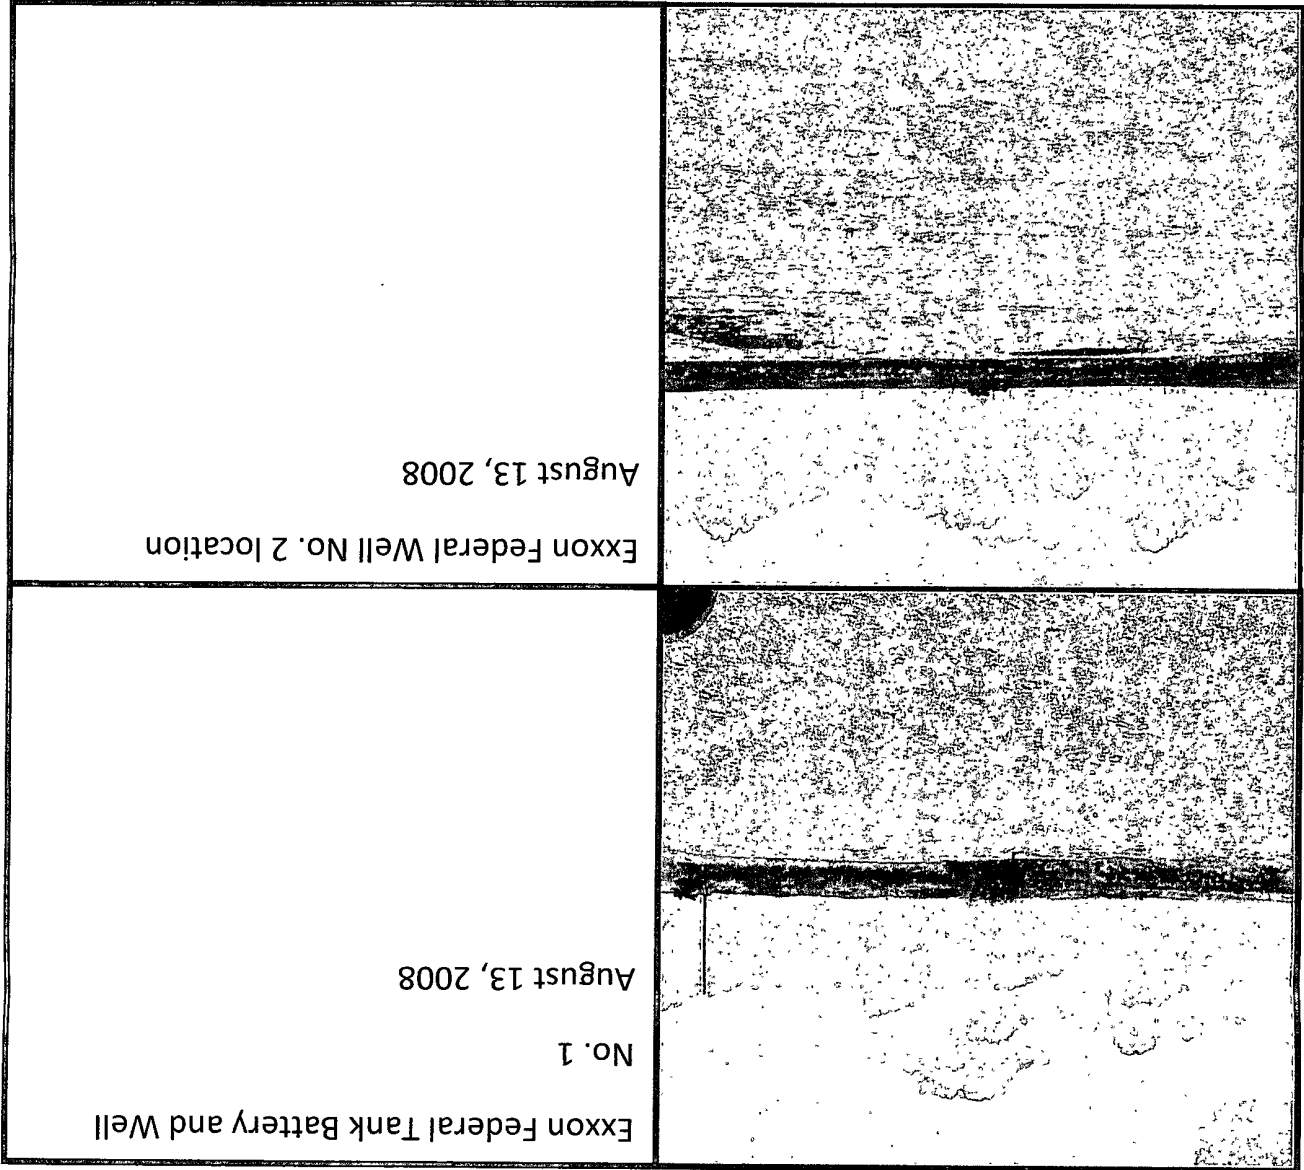 Exxon Federal Tank Battery and Well
No. 1
August 13, 2008
Exxon Federal Well No. 2 location
August 13, 2008